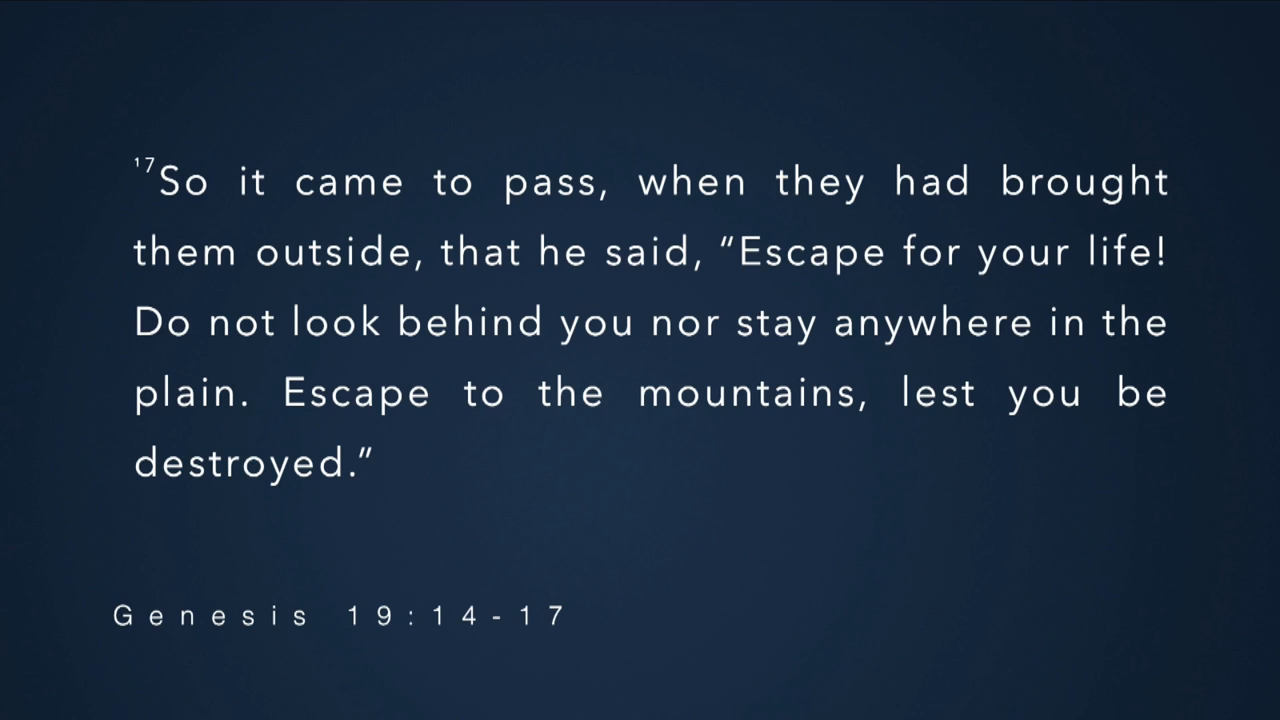 ¹⁷So it came to pass, when they had brought
them outside, that he said, “Escape for your life!
Do not look behind you nor stay anywhere in the
plain. Escape to the mountains, lest you be
destroyed.”
Genesis 19:14-17